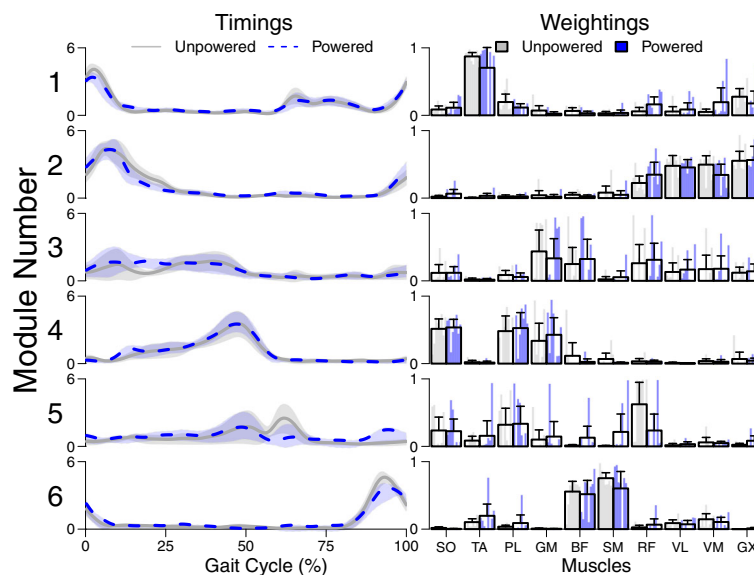 Timings
Weightings
Unpowered
Powered
Unpowered
Powered
Module Number
1
2
3
4
5
6
6
0
6
0
6
0
6
0
6
0
6
0
1
0
1
0
1
0
1
0
1
0
1
0
0 25 50 75 100
SO TA PL GM BF SM RF VL VM GX
Gait Cycle (%)
Muscles